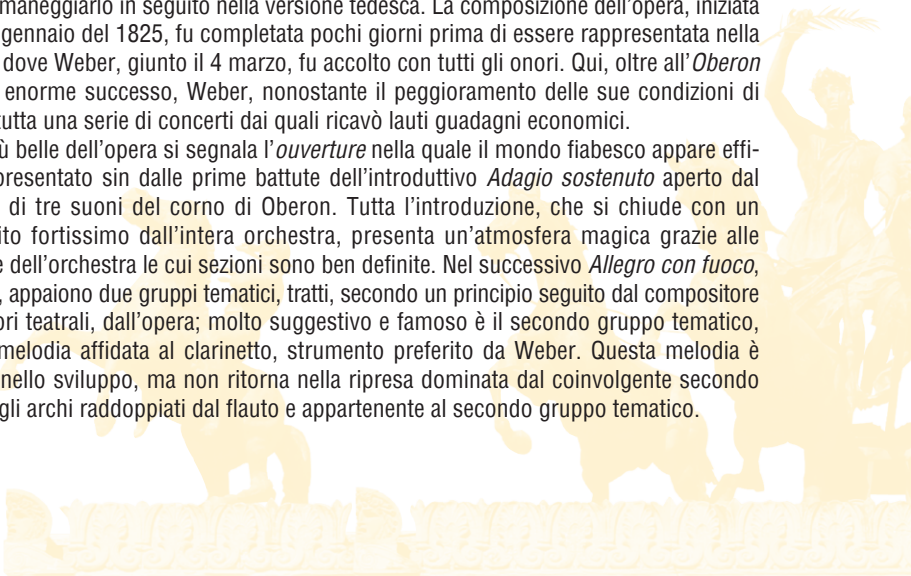 maneggiarlo in seguito nella versione tedesca. La composizione dell'opera, iniziata
gennaio del 1825, fu completata pochi giorni prima di essere rappresentata nella
dove Weber, giunto il 4 marzo, fu accolto con tutti gli onori. Qui, oltre all'Oberon
enorme successo, Weber, nonostante il peggioramento delle sue condizioni di
tutta una serie di concerti dai quali ricavò lauti guadagni economici.
ù belle dell'opera si segnala l'ouverture nella quale il mondo fiabesco appare effi-
presentato sin dalle prime battute dell'introduttivo Adagio sostenuto aperto dal
di tre suoni del corno di Oberon. Tutta l'introduzione, che si chiude con un
ito fortissimo dall'intera orchestra, presenta un'atmosfera magica grazie alle
e dell'orchestra le cui sezioni sono ben definite. Nel successivo Allegro con fuoco,
, appaiono due gruppi tematici, tratti, secondo un principio seguito dal compositore
ori teatrali, dall'opera; molto suggestivo e famoso è il secondo gruppo tematico,
melodia affidata al clarinetto, strumento preferito da Weber. Questa melodia è
nello sviluppo, ma non ritorna nella ripresa dominata dal coinvolgente secondo
gli archi raddoppiati dal flauto e appartenente al secondo gruppo tematico.